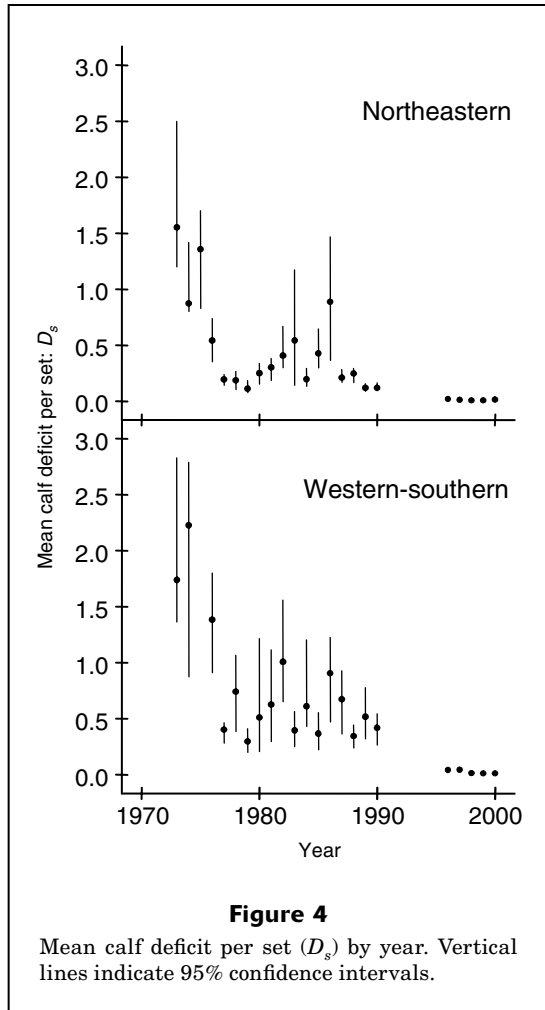 3.0
Northeastern
2.5
2.0
1.5
1.0
0.5
0.0
Mean calf deficit per set: D_s
3.0
Western-southern
2.5
2.0
1.5
1.0
0.5
0.0
1970 1980 1990 2000
Year
Figure 4
Mean calf deficit per set (D_s) by year. Vertical
lines indicate 95% confidence intervals.